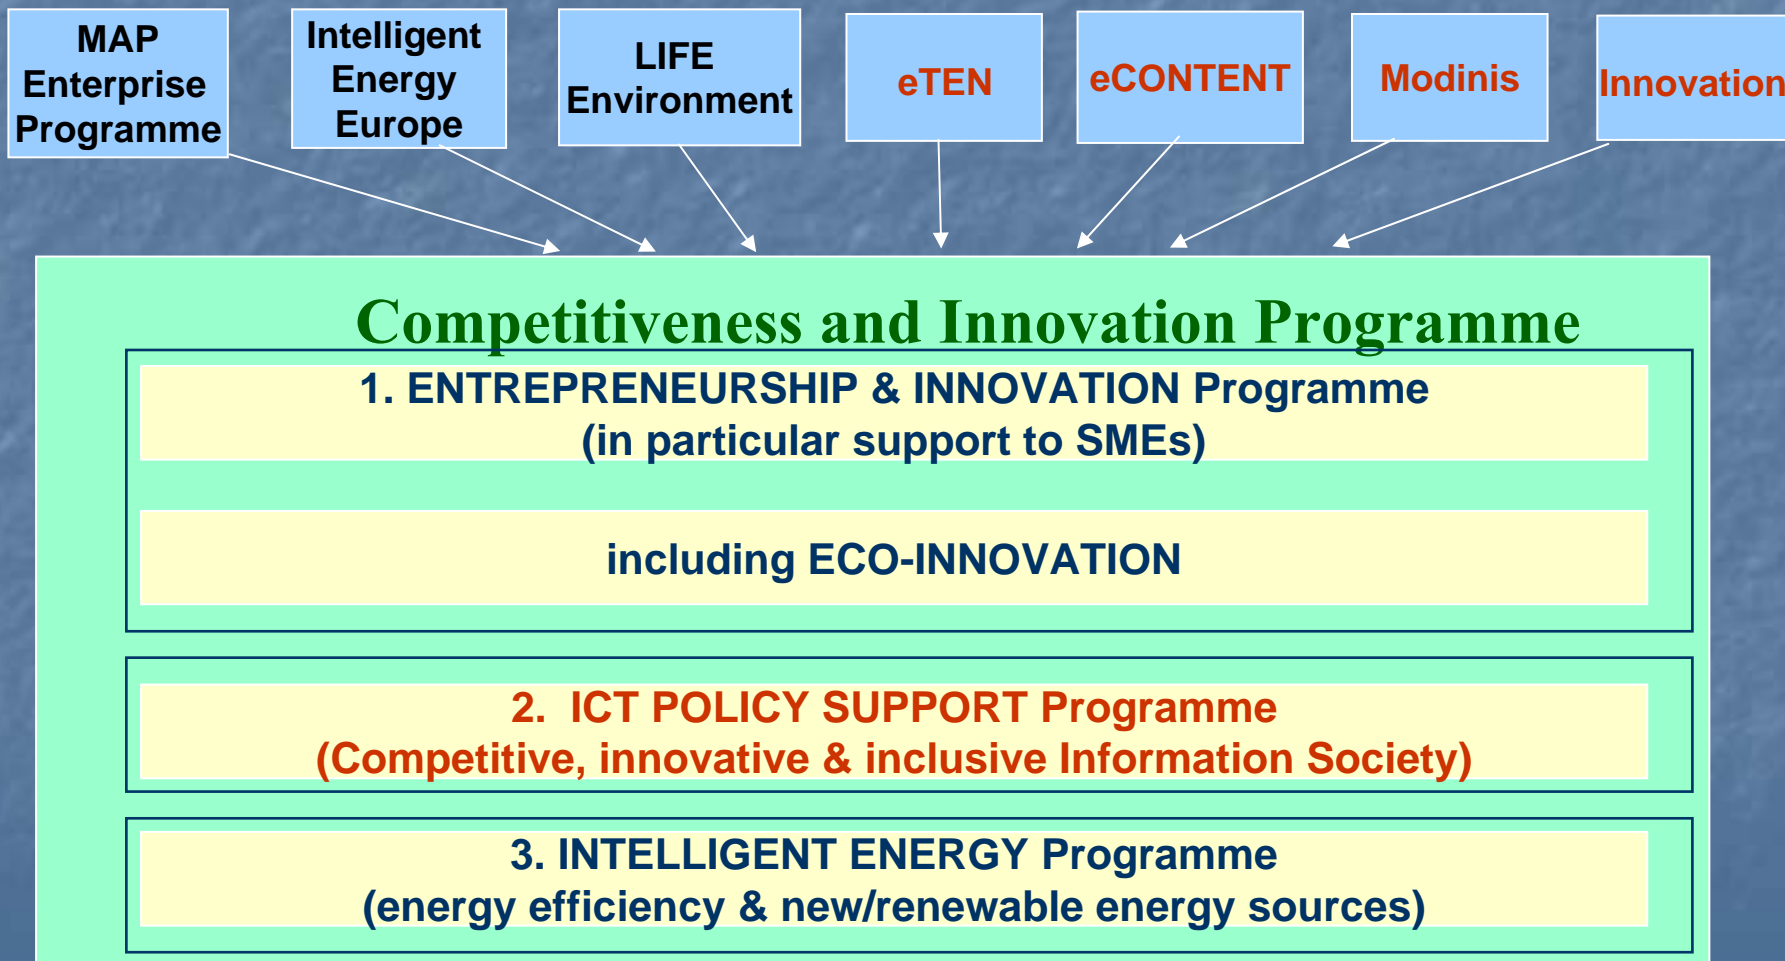 MAP
Enterprise
Programme
Intelligent
Energy
Europe
LIFE
Environment
eTEN
eCONTENT
Modinis
Innovation
Competitiveness and Innovation Programme
1. ENTREPRENEURSHIP & INNOVATION Programme
(in particular support to SMEs)
including ECO-INNOVATION
2. ICT POLICY SUPPORT Programme
(Competitive, innovative & inclusive Information Society)
3. INTELLIGENT ENERGY Programme
(energy efficiency & new/renewable energy sources)